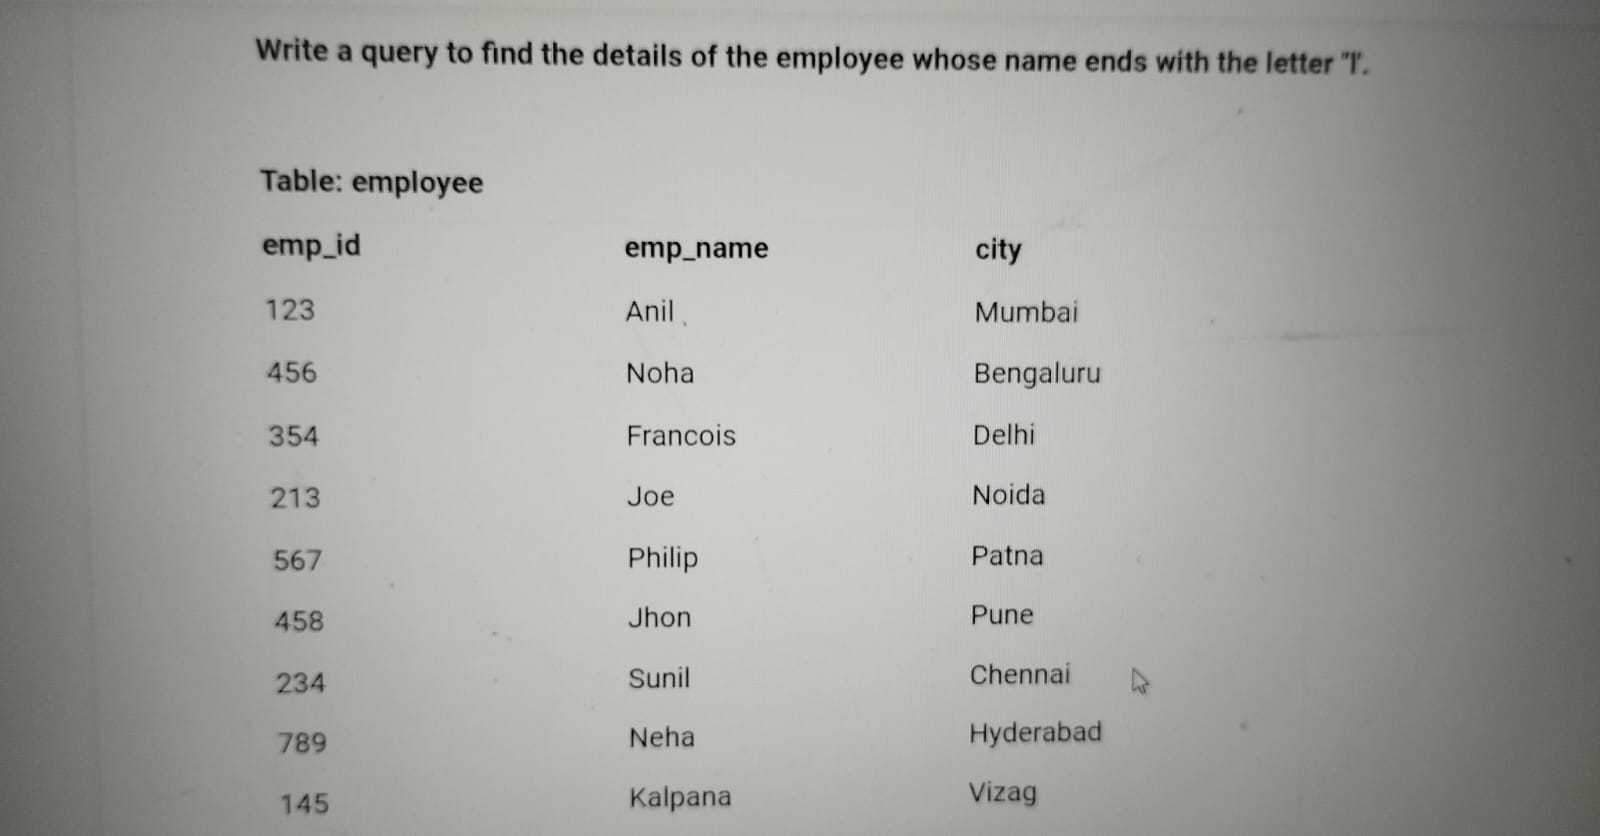 Write a query to find the details of the employee whose name ends with the letter "l'.
Table: employee
emp_id emp_name city
123 Anil Mumbai
456 Noha Bengaluru
354 Francois Delhi
213 Joe Noida
567 Philip Patna
458 Jhon Pune
234 Sunil Chennai
789 Neha Hyderabad
145 Kalpana Vizag